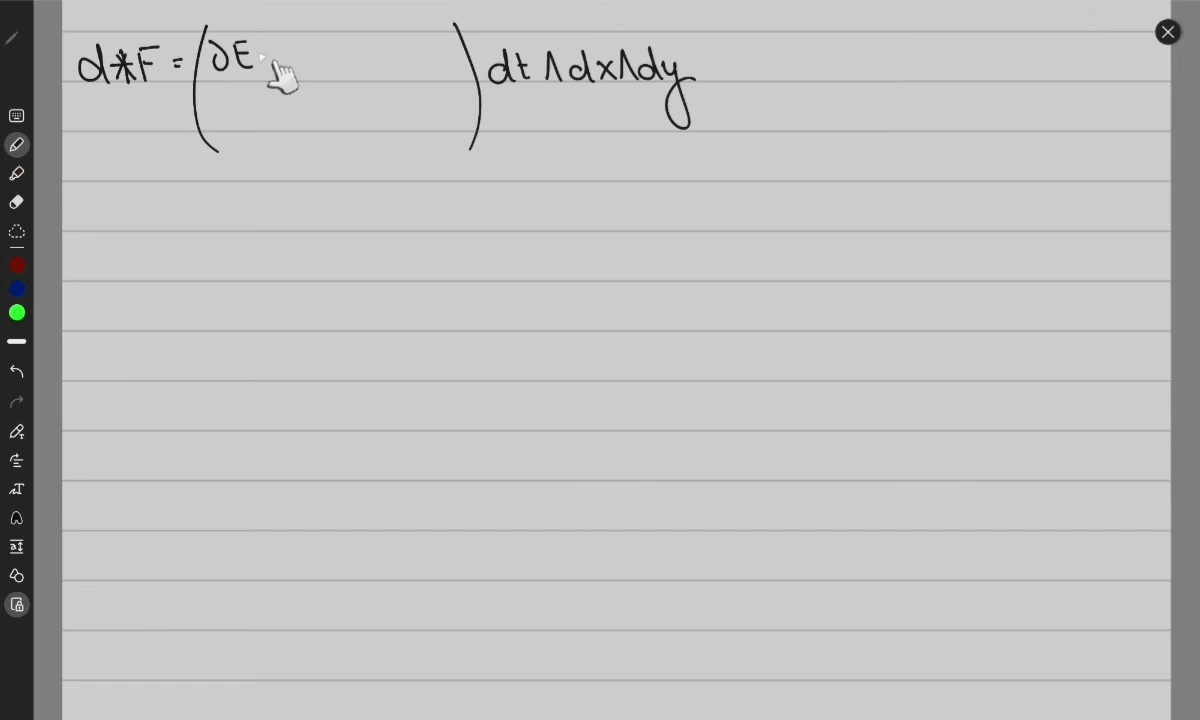 d*F = (∂E ) dt ∧ dx ∧ dy